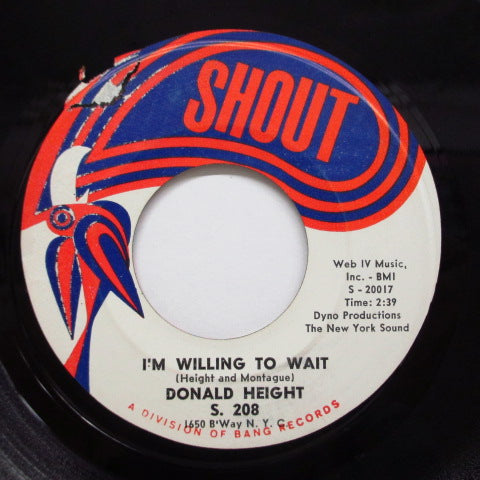 SHOUT
Web IV Music,
Inc. - BMI
S - 20017
Time: 2:39
Dyno Productions
The New York Sound
I'M WILLING TO WAIT
(Height and Montague)
DONALD HEIGHT
S. 208
1650 B'Way N. Y. C.
A DIVISION OF BANG RECORDS